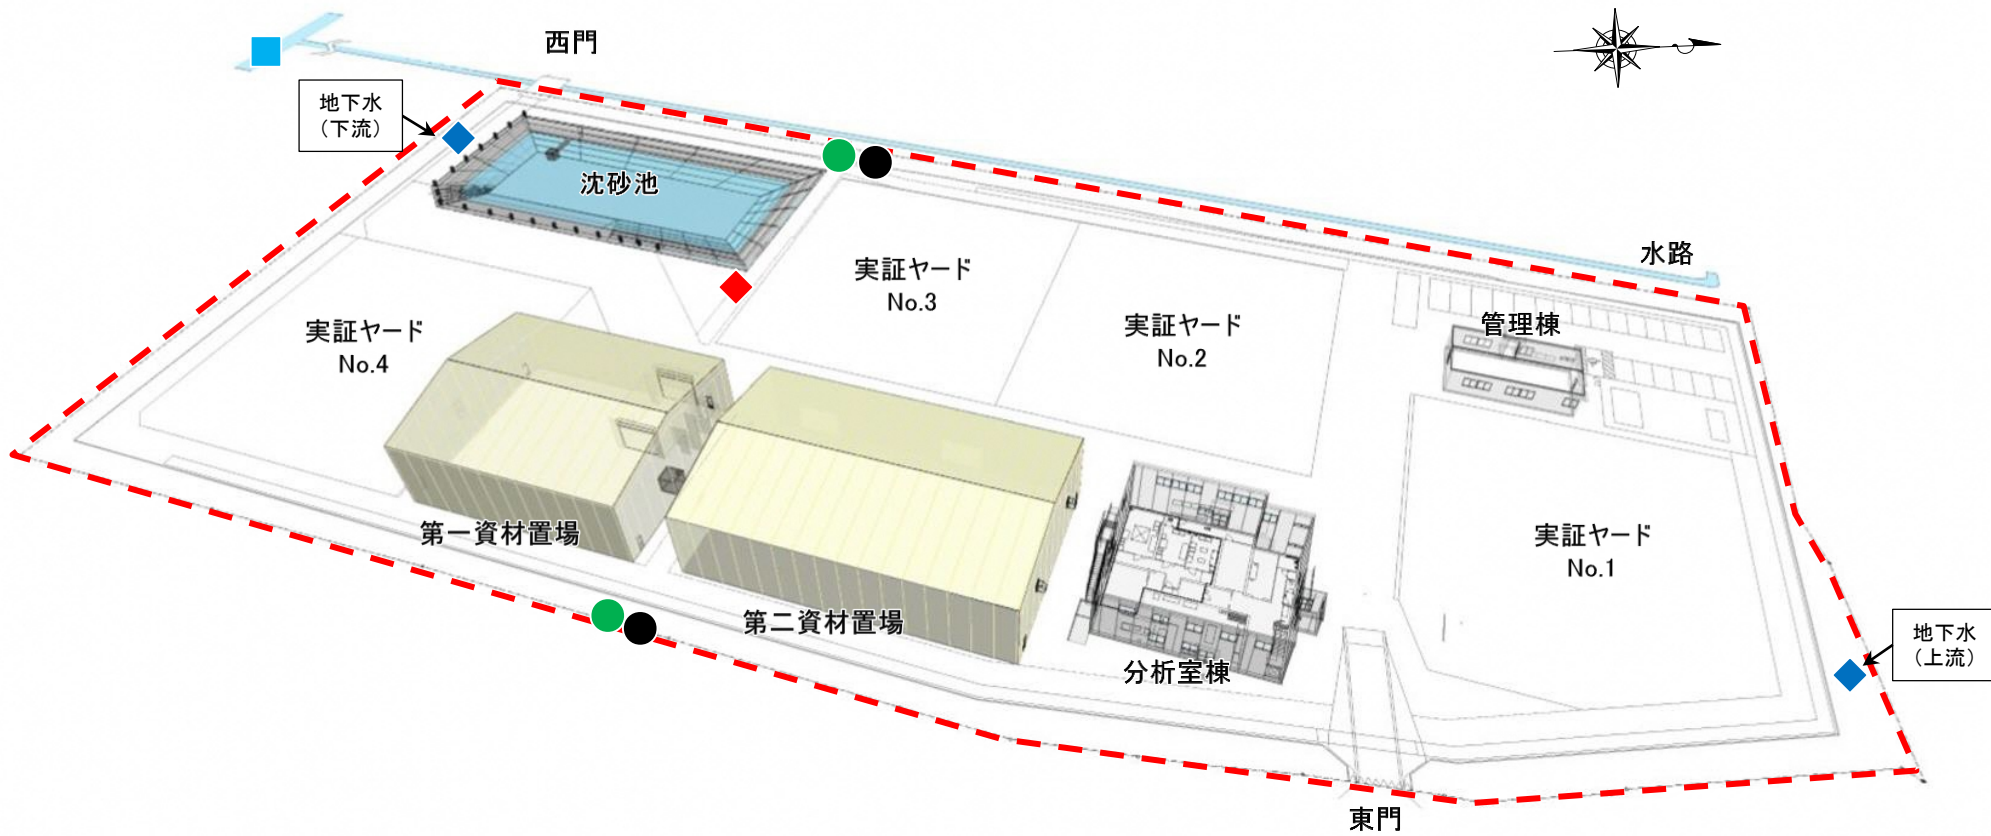 西門
地下水
（下流）
沈砂池
水路
実証ヤード
No.3
実証ヤード
No.2
管理棟
実証ヤード
No.4
第一資材置場
実証ヤード
No.1
第二資材置場
地下水
（上流）
分析室棟
東門